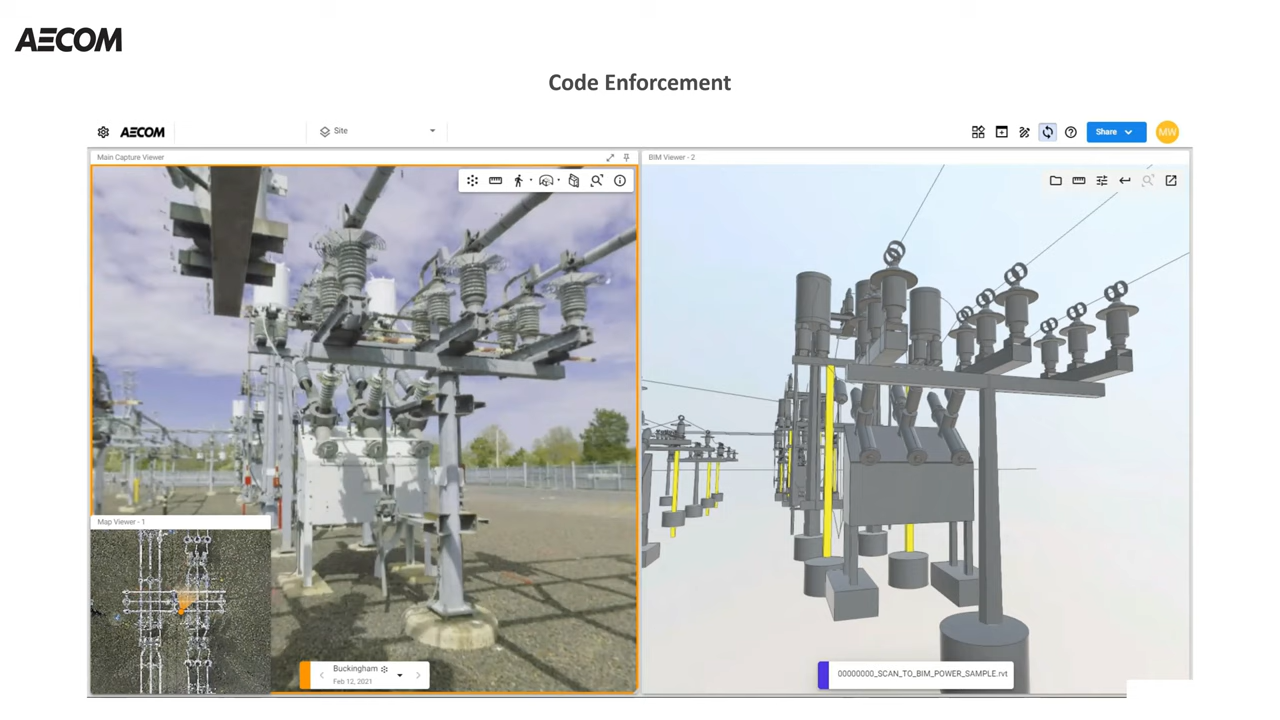 AECOM
Code Enforcement
AECOM
Site
Share
MW
Main Capture Viewer
BIM Viewer - 2
Map Viewer - 1
Buckingham
Feb 12, 2021
00000000_SCAN_TO_BIM_POWER_SAMPLE.rvt